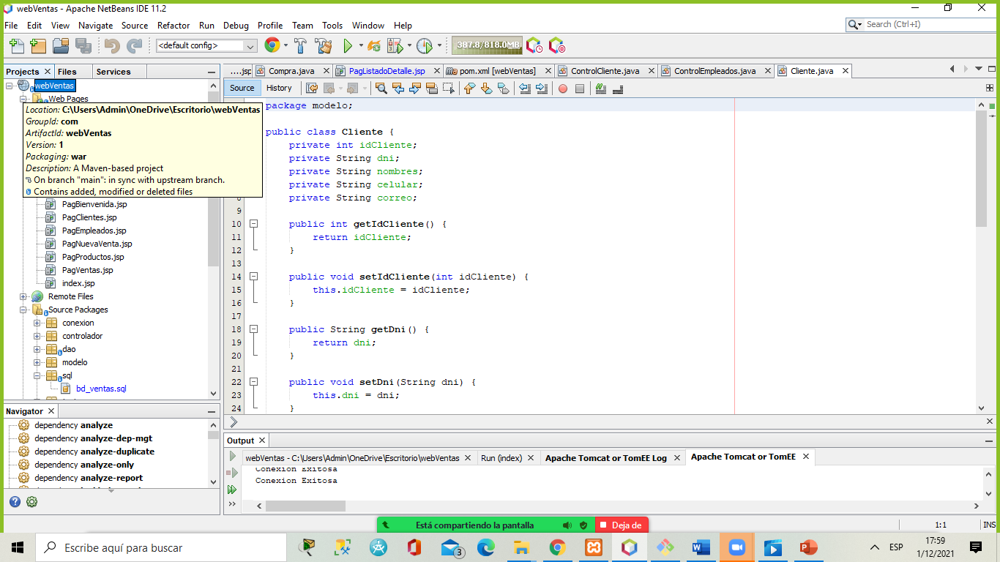 webVentas - Apache NetBeans IDE 11.2
File Edit View Navigate Source Refactor Run Debug Profile Team Tools Window Help
Search (Ctrl+I)
<default config>
387.8/818.0MB
Projects Files Services
....jsp Compra.java PagListadoDetalle.jsp pom.xml [webVentas] ControlCliente.java ControlEmpleados.java Cliente.java
webVentas
Web Pages
Location: C:\Users\Admin\OneDrive\Escritorio\webVentas
GroupId: com
ArtifactId: webVentas
Version: 1
Packaging: war
Description: A Maven-based project
On branch "main": in sync with upstream branch.
Contains added, modified or deleted files
PagBienvenida.jsp
PagClientes.jsp
PagEmpleados.jsp
PagNuevaVenta.jsp
PagProductos.jsp
PagVentas.jsp
index.jsp
Remote Files
Source Packages
conexion
controlador
dao
modelo
sql
bd_ventas.sql
Source History
package modelo;
public class Cliente {
private int idCliente;
private String dni;
private String nombres;
private String celular;
private String correo;
9
10 public int getIdCliente() {
11 return idCliente;
12 }
13
14 public void setIdCliente(int idCliente) {
15 this.idCliente = idCliente;
16 }
17
18 public String getDni() {
19 return dni;
20 }
21
22 public void setDni(String dni) {
23 this.dni = dni;
24 }
Navigator
dependency analyze
dependency analyze-dep-mgt
dependency analyze-duplicate
dependency analyze-only
dependency analyze-report
Output
webVentas - C:\Users\Admin\OneDrive\Escritorio\webVentas Run (index) Apache Tomcat or TomEE Log Apache Tomcat or TomEE
Conexion Exitosa
Conexion Exitosa
Está compartiendo la pantalla Deja de
1:1 INS
Escribe aquí para buscar
3
ESP
17:59
1/12/2021